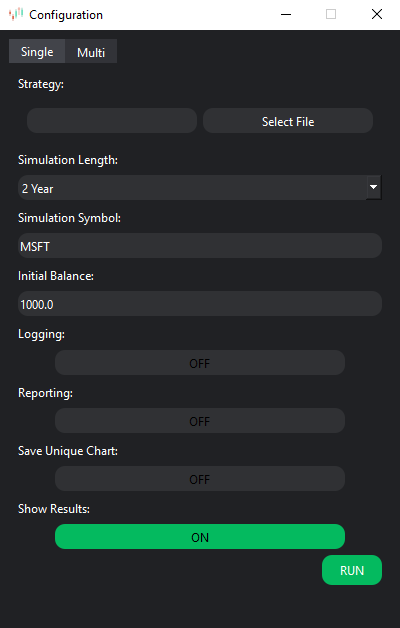 Configuration
Single Multi
Strategy:
Select File
Simulation Length:
2 Year
Simulation Symbol:
MSFT
Initial Balance:
1000.0
Logging:
OFF
Reporting:
OFF
Save Unique Chart:
OFF
Show Results:
ON
RUN